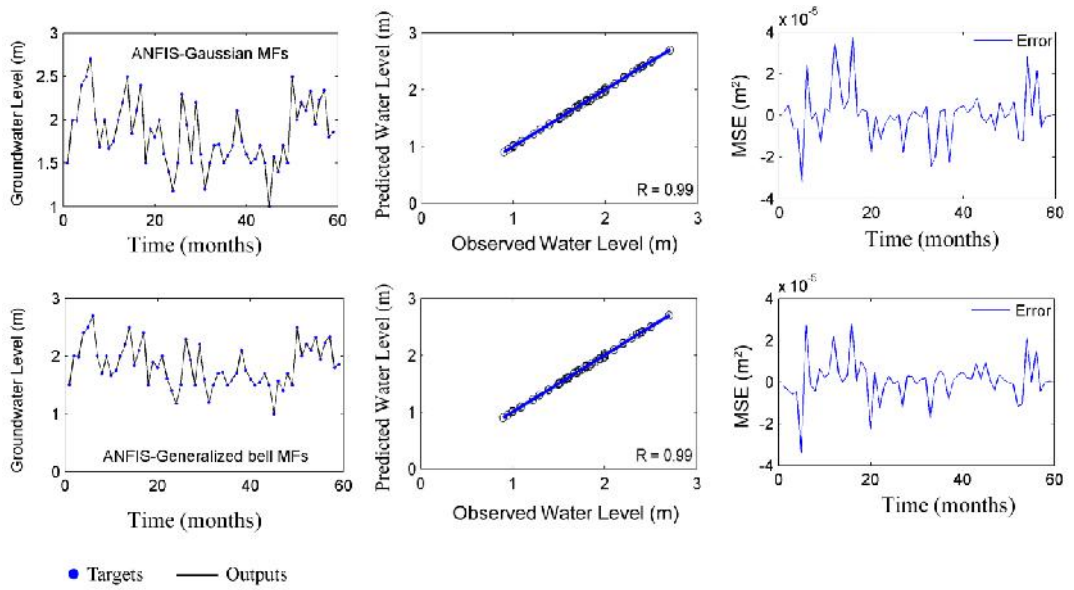 ANFIS-Gaussian MFs
Groundwater Level (m)
3
2.5
2
1.5
1
0 20 40 60
Time (months)
Predicted Water Level (m)
3
2
1
0
0 1 2 3
R = 0.99
Observed Water Level (m)
x 10⁻⁵
Error
MSE (m²)
4
2
0
-2
-4
0 20 40 60
Time (months)
Groundwater Level (m)
3
2
1
0
ANFIS-Generalized bell MFs
0 20 40 60
Time (months)
Predicted Water Level (m)
3
2
1
0
R = 0.99
0 1 2 3
Observed Water Level (m)
x 10⁻⁵
Error
MSE (m²)
4
2
0
-2
-4
0 20 40 60
Time (months)
Targets Outputs